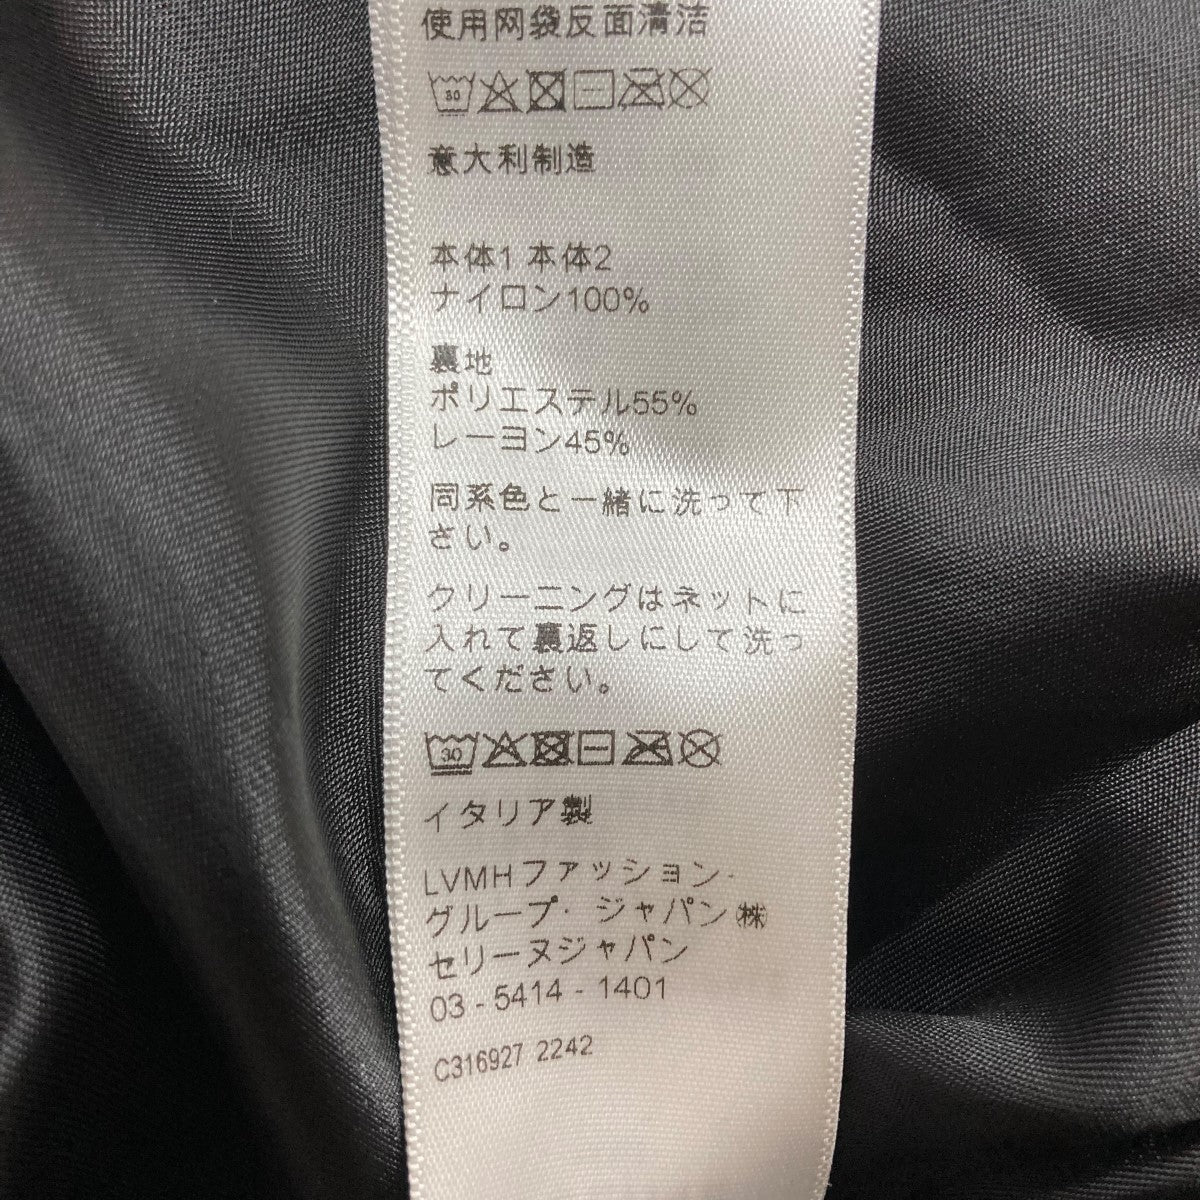 使用网袋反面清洁
30
意大利制造
本体1 本体2
ナイロン100%
裏地
ポリエステル55%
レーヨン45%
同系色と一緒に洗って下
さい。
クリーニングはネットに
入れて裏返しにして洗っ
てください。
30
イタリア製
LVMHファッション・
グループ・ジャパン㈱
セリーヌジャパン
03 - 5414 - 1401
C316927 2242